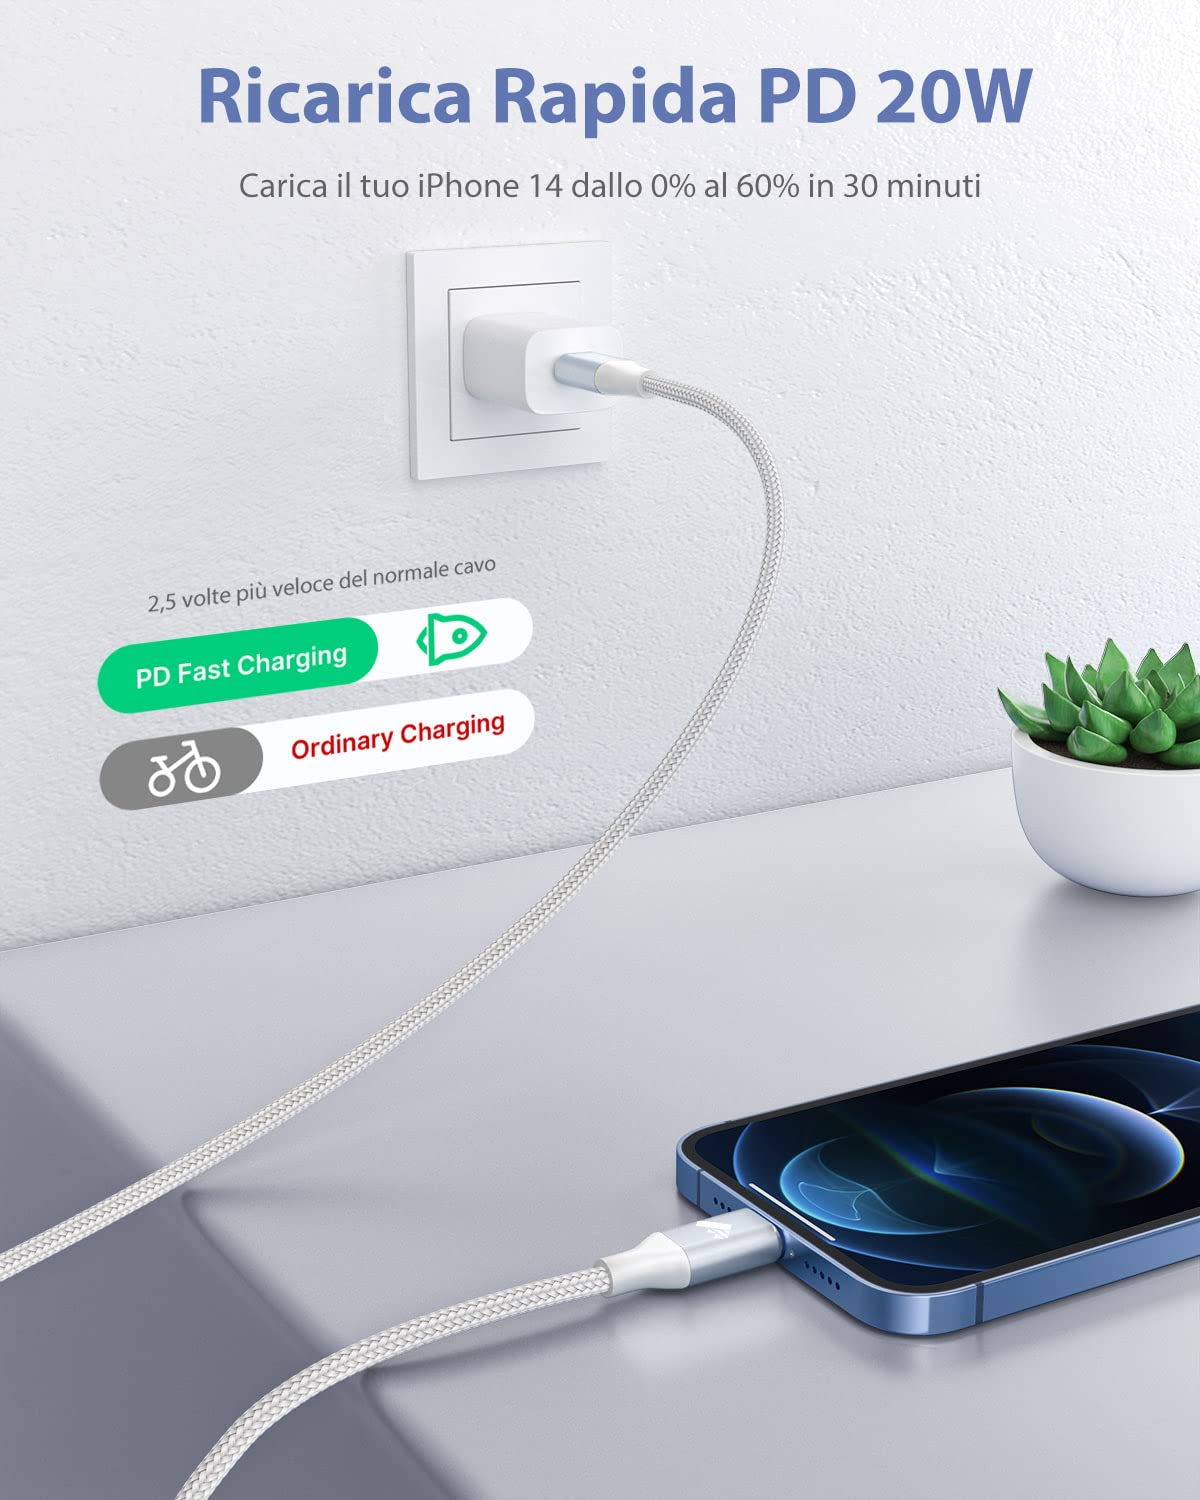 Ricarica Rapida PD 20W
Carica il tuo iPhone 14 dallo 0% al 60% in 30 minuti
2,5 volte più veloce del normale cavo
PD Fast Charging
Ordinary Charging